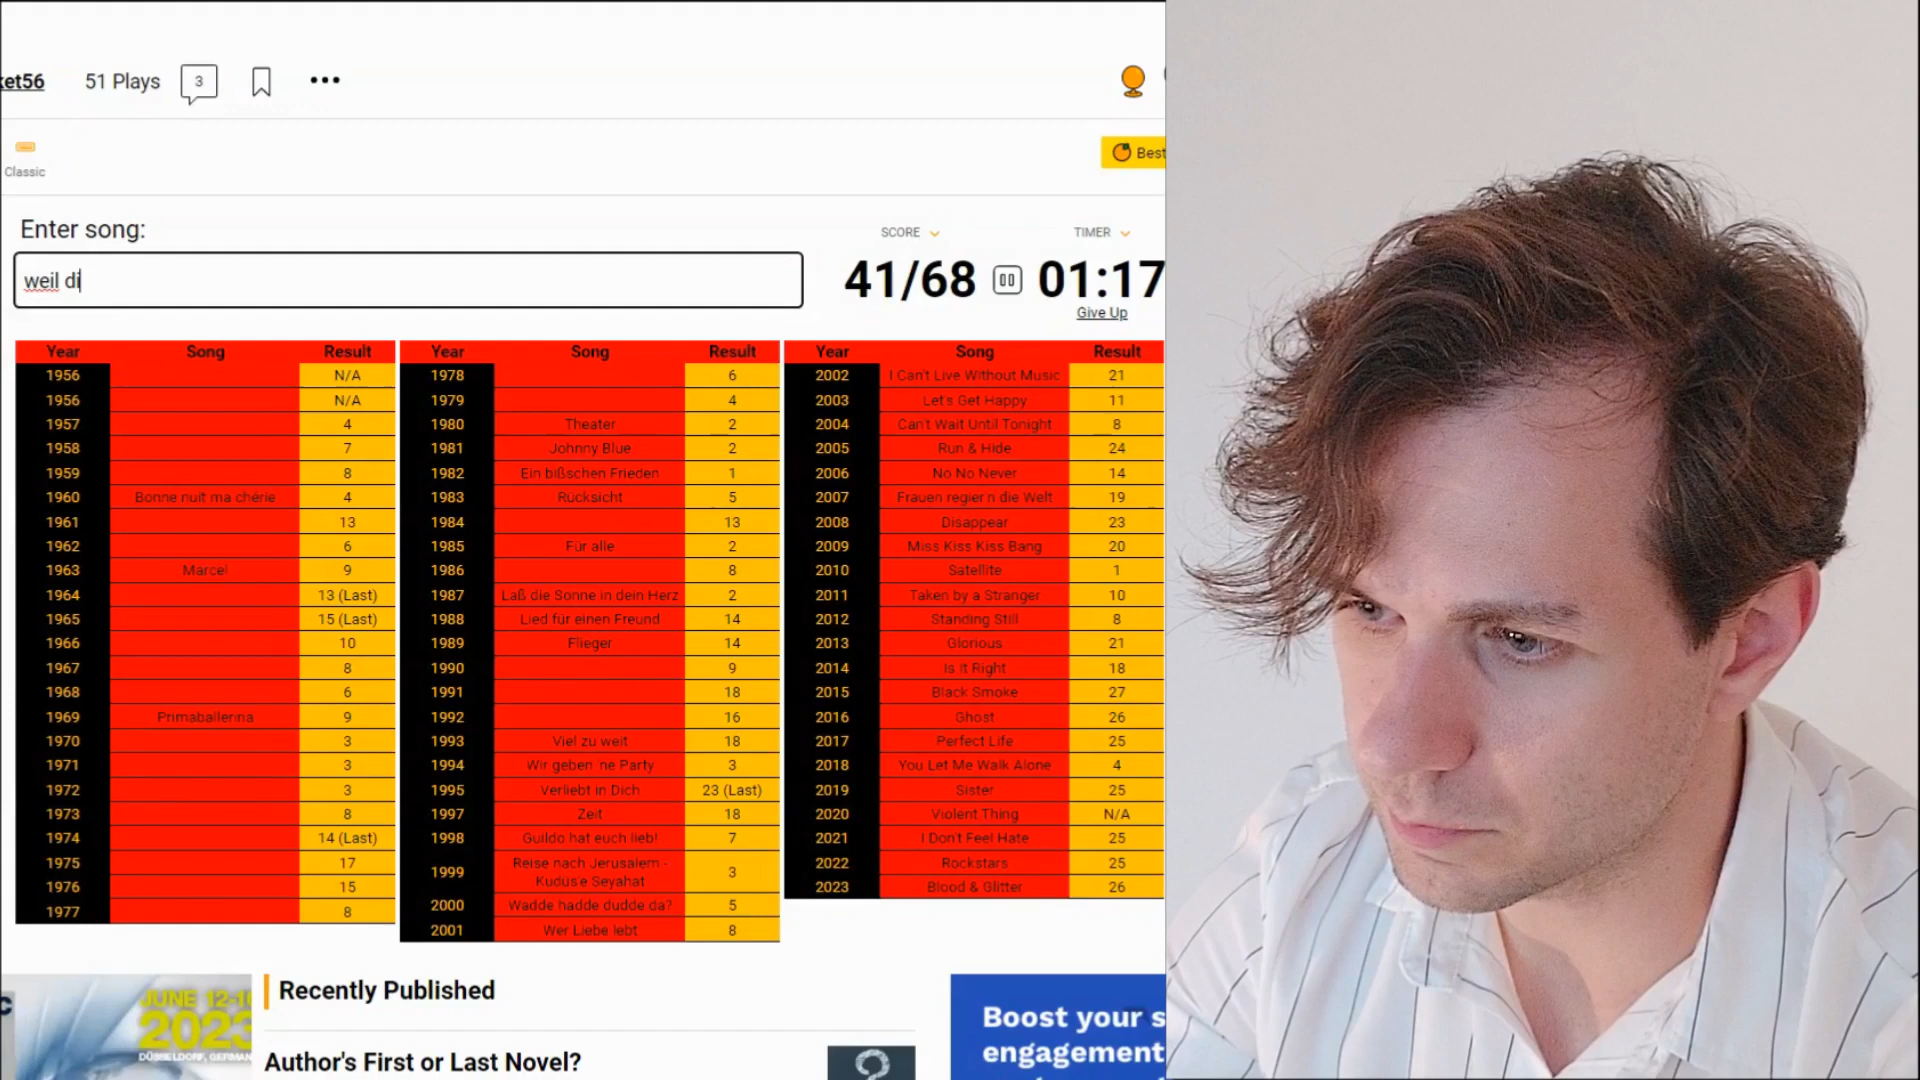 ket56 51 Plays 3 •••
Classic
Best
Enter song:
weil di
SCORE TIMER
41/68 01:17
Give Up
Year Song Result
1956 N/A
1956 N/A
1957 4
1958 7
1959 8
1960 Bonne nuit ma chérie 4
1961 13
1962 6
1963 Marcel 9
1964 13 (Last)
1965 15 (Last)
1966 10
1967 8
1968 6
1969 Primaballerina 9
1970 3
1971 3
1972 3
1973 8
1974 14 (Last)
1975 17
1976 15
1977 8
Year Song Result
1978 6
1979 4
1980 Theater 2
1981 Johnny Blue 2
1982 Ein bißschen Frieden 1
1983 Rücksicht 5
1984 13
1985 Für alle 2
1986 8
1987 Laß die Sonne in dein Herz 2
1988 Lied für einen Freund 14
1989 Flieger 14
1990 9
1991 18
1992 16
1993 Viel zu weit 18
1994 Wir geben 'ne Party 3
1995 Verliebt in Dich 23 (Last)
1997 Zeit 18
1998 Guildo hat euch lieb! 7
1999 Reise nach Jerusalem - 3
Kudüs'e Seyahat
2000 Wadde hadde dudde da? 5
2001 Wer Liebe lebt 8
Year Song Result
2002 I Can't Live Without Music 21
2003 Let's Get Happy 11
2004 Can't Wait Until Tonight 8
2005 Run & Hide 24
2006 No No Never 14
2007 Frauen regier'n die Welt 19
2008 Disappear 23
2009 Miss Kiss Kiss Bang 20
2010 Satellite 1
2011 Taken by a Stranger 10
2012 Standing Still 8
2013 Glorious 21
2014 Is It Right 18
2015 Black Smoke 27
2016 Ghost 26
2017 Perfect Life 25
2018 You Let Me Walk Alone 4
2019 Sister 25
2020 Violent Thing N/A
2021 I Don't Feel Hate 25
2022 Rockstars 25
2023 Blood & Glitter 26
JUNE 12-1
2023
DÜSSELDORF, GERMAN
Recently Published
Author's First or Last Novel?
Boost your s
engagement